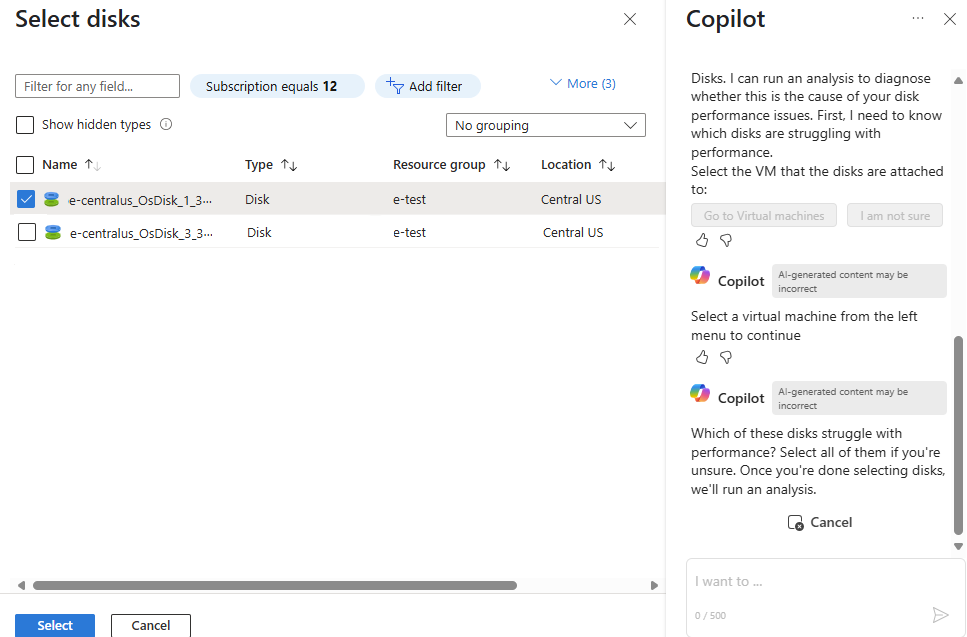 Select disks
Filter for any field...
Subscription equals 12
Add filter
More (3)
Show hidden types
No grouping
Name
Type
Resource group
Location
e-centralus_OsDisk_1_3...
Disk
e-test
Central US
e-centralus_OsDisk_3_3...
Disk
e-test
Central US
Select
Cancel
Copilot
Disks. I can run an analysis to diagnose
whether this is the cause of your disk
performance issues. First, I need to know
which disks are struggling with
performance.
Select the VM that the disks are attached
to:
Go to Virtual machines
I am not sure
Copilot
AI-generated content may be
incorrect
Select a virtual machine from the left
menu to continue
Copilot
AI-generated content may be
incorrect
Which of these disks struggle with
performance? Select all of them if you're
unsure. Once you're done selecting disks,
we'll run an analysis.
Cancel
I want to ...
0 / 500